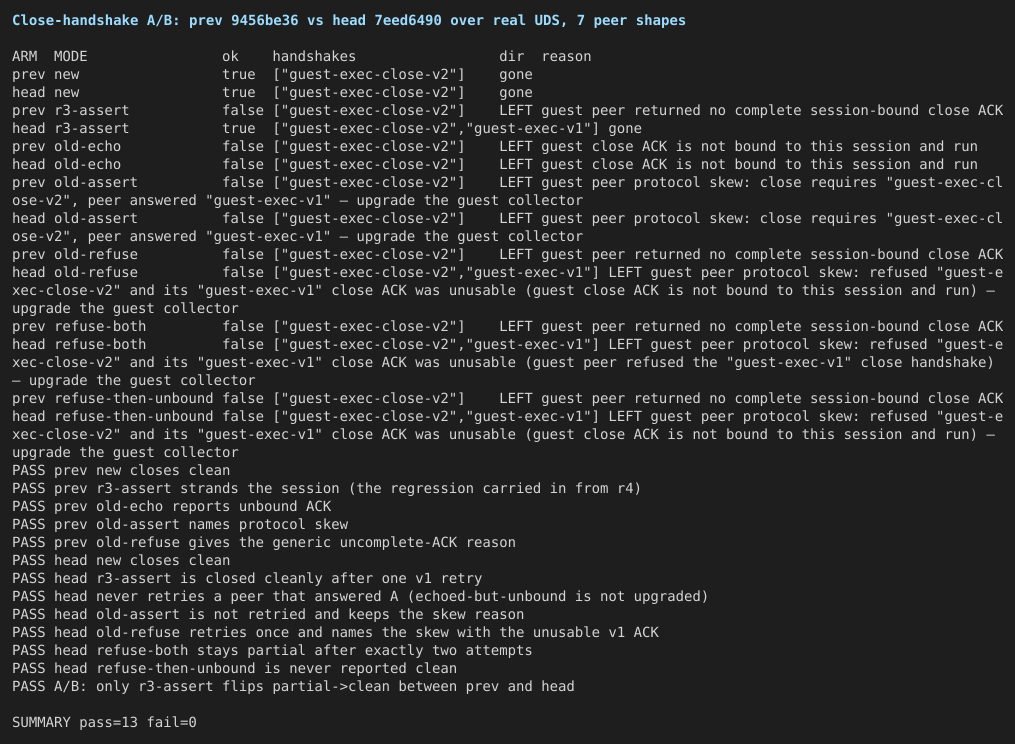 Close-handshake A/B: prev 9456be36 vs head 7eed6490 over real UDS, 7 peer shapes
ARM  MODE                ok    handshakes                 dir  reason
prev new                 true  ["guest-exec-close-v2"]    gone
head new                 true  ["guest-exec-close-v2"]    gone
prev r3-assert           false ["guest-exec-close-v2"]    LEFT guest peer returned no complete session-bound close ACK
head r3-assert           true  ["guest-exec-close-v2","guest-exec-v1"] gone
prev old-echo            false ["guest-exec-close-v2"]    LEFT guest close ACK is not bound to this session and run
head old-echo            false ["guest-exec-close-v2"]    LEFT guest close ACK is not bound to this session and run
prev old-assert          false ["guest-exec-close-v2"]    LEFT guest peer protocol skew: close requires "guest-exec-cl
ose-v2", peer answered "guest-exec-v1" — upgrade the guest collector
head old-assert          false ["guest-exec-close-v2"]    LEFT guest peer protocol skew: close requires "guest-exec-cl
ose-v2", peer answered "guest-exec-v1" — upgrade the guest collector
prev old-refuse          false ["guest-exec-close-v2"]    LEFT guest peer returned no complete session-bound close ACK
head old-refuse          false ["guest-exec-close-v2","guest-exec-v1"] LEFT guest peer protocol skew: refused "guest-e
xec-close-v2" and its "guest-exec-v1" close ACK was unusable (guest close ACK is not bound to this session and run) —
upgrade the guest collector
prev refuse-both         false ["guest-exec-close-v2"]    LEFT guest peer returned no complete session-bound close ACK
head refuse-both         false ["guest-exec-close-v2","guest-exec-v1"] LEFT guest peer protocol skew: refused "guest-e
xec-close-v2" and its "guest-exec-v1" close ACK was unusable (guest peer refused the "guest-exec-v1" close handshake)
— upgrade the guest collector
prev refuse-then-unbound false ["guest-exec-close-v2"]    LEFT guest peer returned no complete session-bound close ACK
head refuse-then-unbound false ["guest-exec-close-v2","guest-exec-v1"] LEFT guest peer protocol skew: refused "guest-e
xec-close-v2" and its "guest-exec-v1" close ACK was unusable (guest close ACK is not bound to this session and run) —
upgrade the guest collector
PASS prev new closes clean
PASS prev r3-assert strands the session (the regression carried in from r4)
PASS prev old-echo reports unbound ACK
PASS prev old-assert names protocol skew
PASS prev old-refuse gives the generic uncomplete-ACK reason
PASS head new closes clean
PASS head r3-assert is closed cleanly after one v1 retry
PASS head never retries a peer that answered A (echoed-but-unbound is not upgraded)
PASS head old-assert is not retried and keeps the skew reason
PASS head old-refuse retries once and names the skew with the unusable v1 ACK
PASS head refuse-both stays partial after exactly two attempts
PASS head refuse-then-unbound is never reported clean
PASS A/B: only r3-assert flips partial->clean between prev and head
SUMMARY pass=13 fail=0